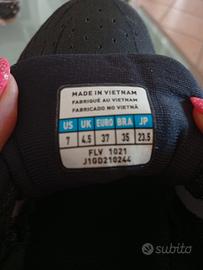 MADE IN VIETNAM
FABRIQUÉ AU VIETNAM
FABRICADO NO VIETNÃ
US UK EURO BRA JP
7 4.5 37 35 23.5
FLV 1021
J1GD210244
subito